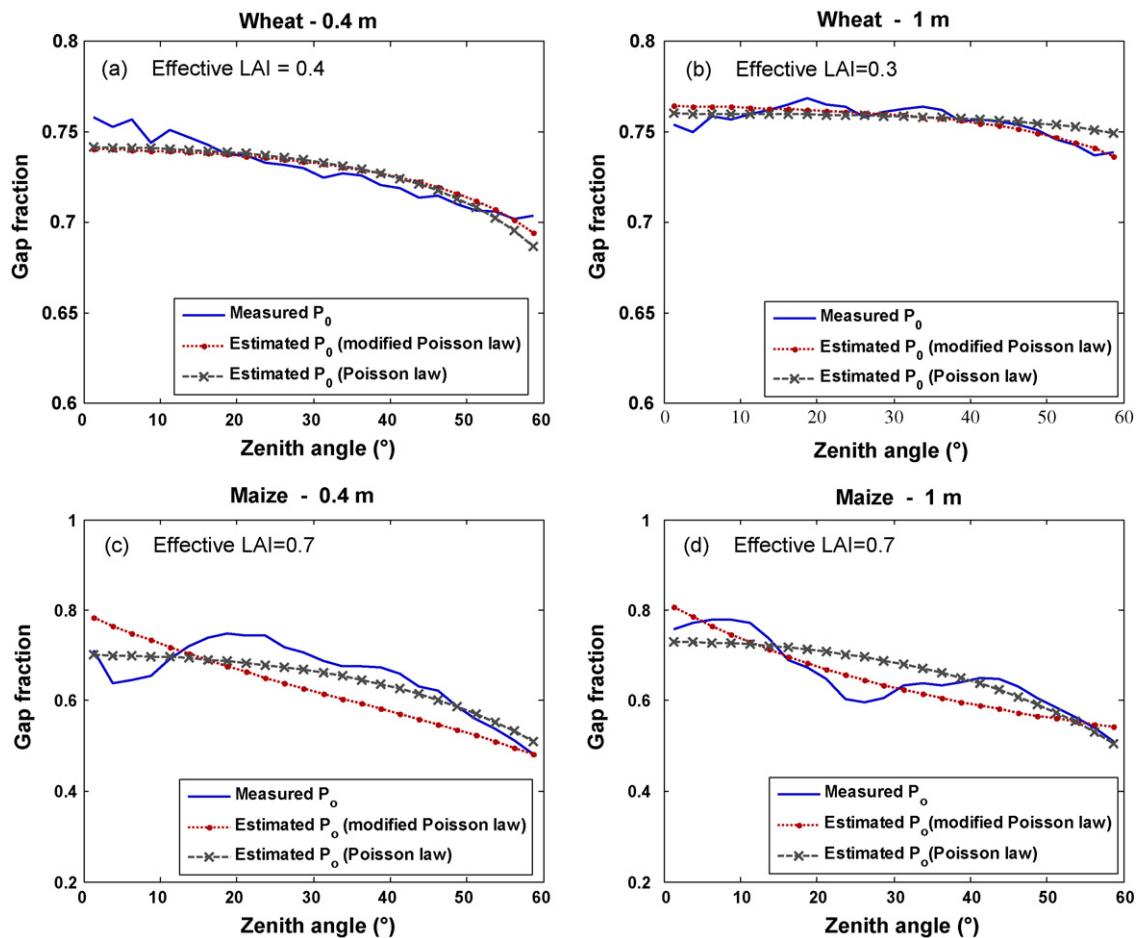 Wheat - 0.4 m
(a) Effective LAI = 0.4
0.8
0.75
0.7
0.65
0.6
Gap fraction
Measured P0
Estimated P0 (modified Poisson law)
Estimated P0 (Poisson law)
0 10 20 30 40 50 60
Zenith angle (°)
Wheat - 1 m
(b) Effective LAI=0.3
0.8
0.75
0.7
0.65
0.6
Gap fraction
Measured P0
Estimated P0 (modified Poisson law)
Estimated P0 (Poisson law)
0 10 20 30 40 50 60
Zenith angle (°)
Maize - 0.4 m
(c) Effective LAI=0.7
1
0.8
0.6
0.4
0.2
Gap fraction
Measured Po
Estimated Po (modified Poisson law)
Estimated Po (Poisson law)
0 10 20 30 40 50 60
Zenith angle (°)
Maize - 1 m
(d) Effective LAI=0.7
1
0.8
0.6
0.4
0.2
Gap fraction
Measured Po
Estimated Po(modified Poisson law)
Estimated Po(Poisson law)
0 10 20 30 40 50 60
Zenith angle (°)